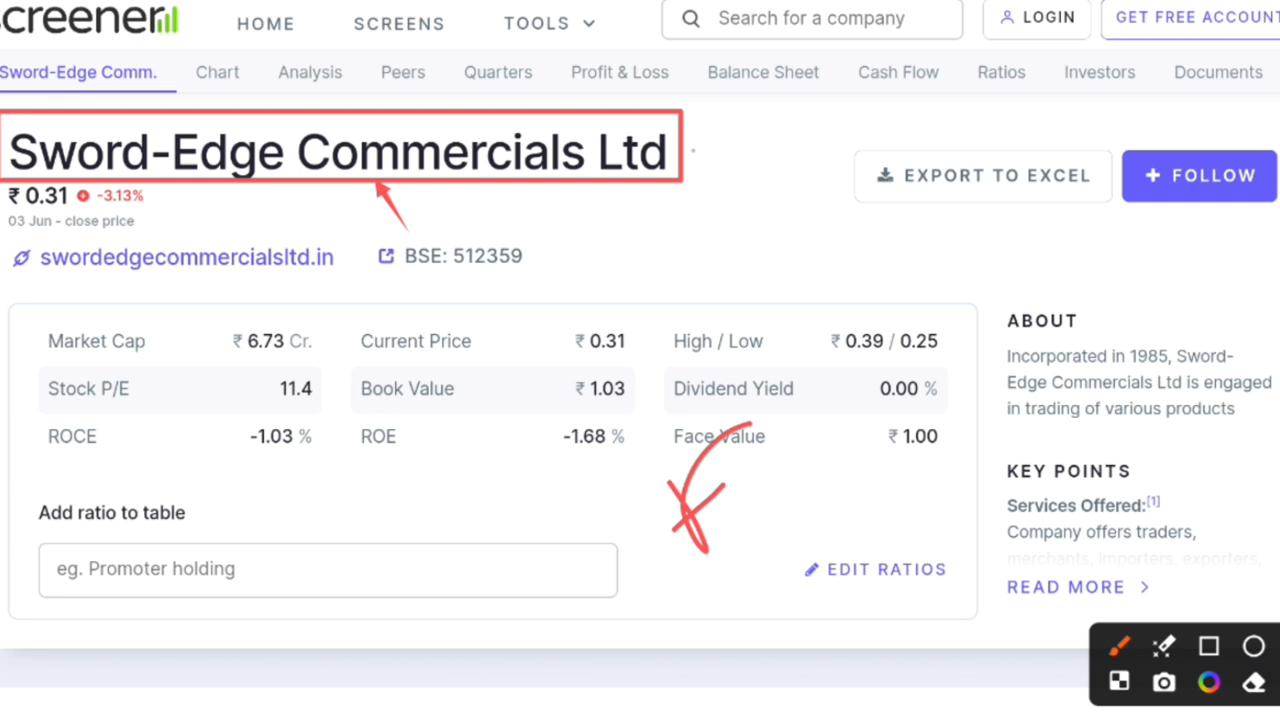 screener
HOME SCREENS TOOLS Search for a company LOGIN GET FREE ACCOUNT
Sword-Edge Comm. Chart Analysis Peers Quarters Profit & Loss Balance Sheet Cash Flow Ratios Investors Documents
Sword-Edge Commercials Ltd
₹ 0.31 -3.13%
03 Jun - close price
EXPORT TO EXCEL + FOLLOW
swordedgecommercialsltd.in BSE: 512359
Market Cap ₹ 6.73 Cr. Current Price ₹ 0.31 High / Low ₹ 0.39 / 0.25
Stock P/E 11.4 Book Value ₹ 1.03 Dividend Yield 0.00 %
ROCE -1.03 % ROE -1.68 % Face Value ₹ 1.00
Add ratio to table
eg. Promoter holding
EDIT RATIOS
ABOUT
Incorporated in 1985, Sword-
Edge Commercials Ltd is engaged
in trading of various products
KEY POINTS
Services Offered:[1]
Company offers traders,
merchants, importers, exporters,
READ MORE